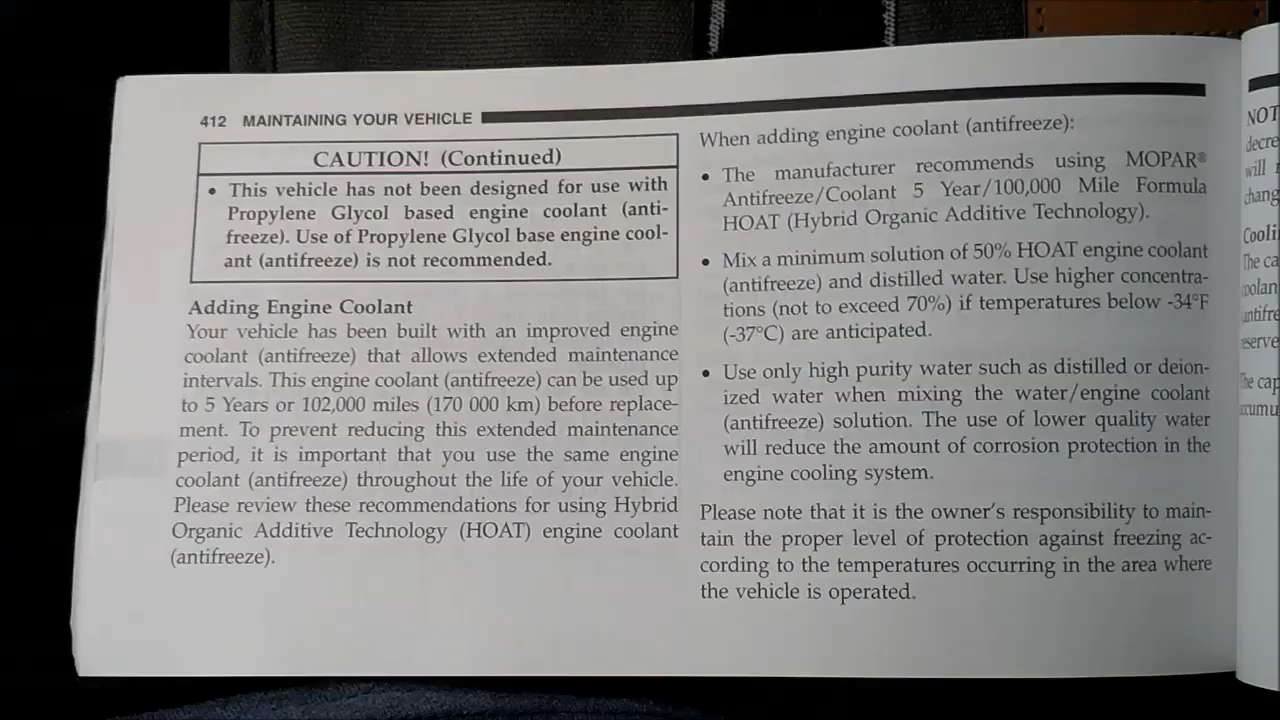 412 MAINTAINING YOUR VEHICLE
CAUTION! (Continued)
• This vehicle has not been designed for use with
Propylene Glycol based engine coolant (anti-
freeze). Use of Propylene Glycol base engine cool-
ant (antifreeze) is not recommended.
Adding Engine Coolant
Your vehicle has been built with an improved engine
coolant (antifreeze) that allows extended maintenance
intervals. This engine coolant (antifreeze) can be used up
to 5 Years or 102,000 miles (170 000 km) before replace-
ment. To prevent reducing this extended maintenance
period, it is important that you use the same engine
coolant (antifreeze) throughout the life of your vehicle.
Please review these recommendations for using Hybrid
Organic Additive Technology (HOAT) engine coolant
(antifreeze).
When adding engine coolant (antifreeze):
• The manufacturer recommends using MOPAR®
Antifreeze/Coolant 5 Year/100,000 Mile Formula
HOAT (Hybrid Organic Additive Technology).
• Mix a minimum solution of 50% HOAT engine coolant
(antifreeze) and distilled water. Use higher concentra-
tions (not to exceed 70%) if temperatures below -34°F
(-37°C) are anticipated.
• Use only high purity water such as distilled or deion-
ized water when mixing the water/engine coolant
(antifreeze) solution. The use of lower quality water
will reduce the amount of corrosion protection in the
engine cooling system.
Please note that it is the owner's responsibility to main-
tain the proper level of protection against freezing ac-
cording to the temperatures occurring in the area where
the vehicle is operated.
NOT
decre
will
chang
Cooli
The ca
The cap